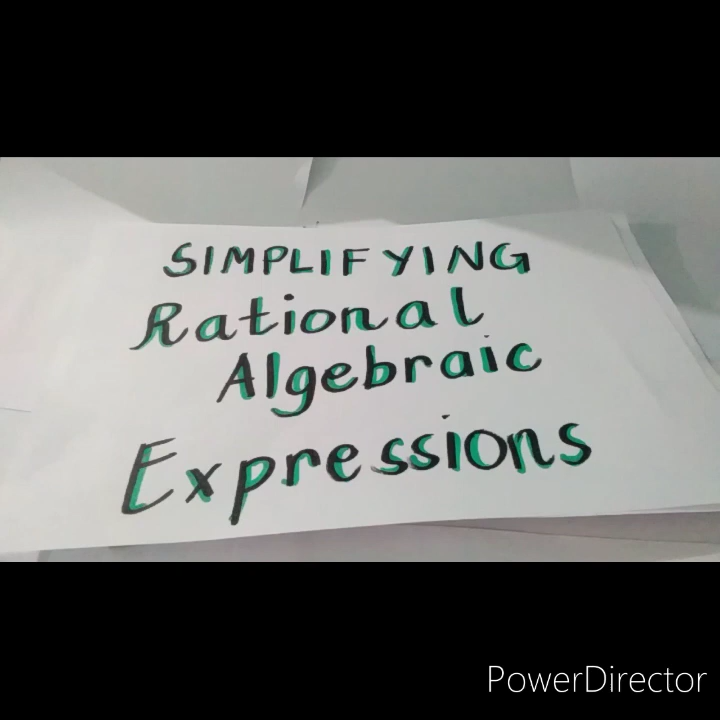 SIMPLIFYING
Rational
Algebraic
Expressions
PowerDirector